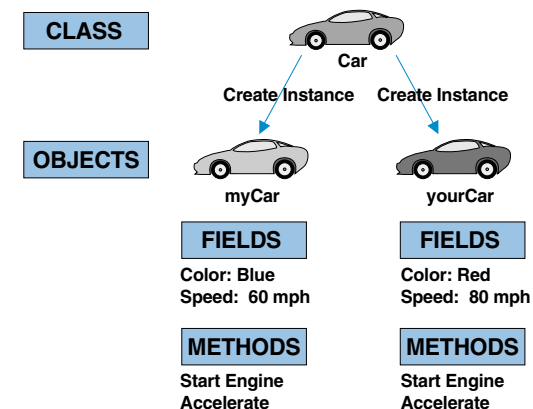 CLASS
Car
Create Instance Create Instance
OBJECTS
myCar yourCar
FIELDS FIELDS
Color: Blue Color: Red
Speed: 60 mph Speed: 80 mph
METHODS METHODS
Start Engine Start Engine
Accelerate Accelerate